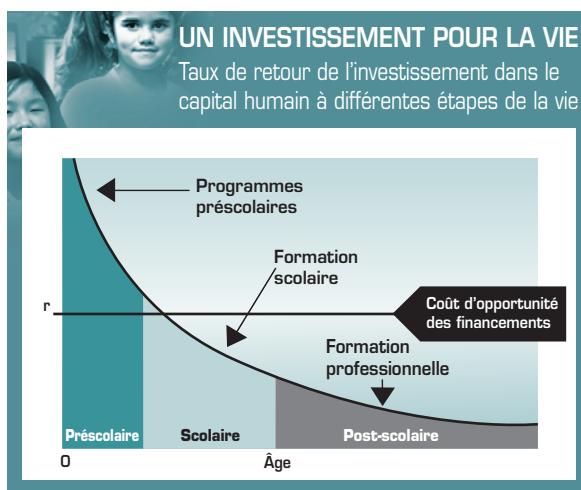 UN INVESTISSEMENT POUR LA VIE
Taux de retour de l'investissement dans le
capital humain à différentes étapes de la vie
Programmes
préscolaires
Formation
scolaire
r
Coût d'opportunité
des financements
Formation
professionnelle
Préscolaire
Scolaire
Post-scolaire
0
Âge